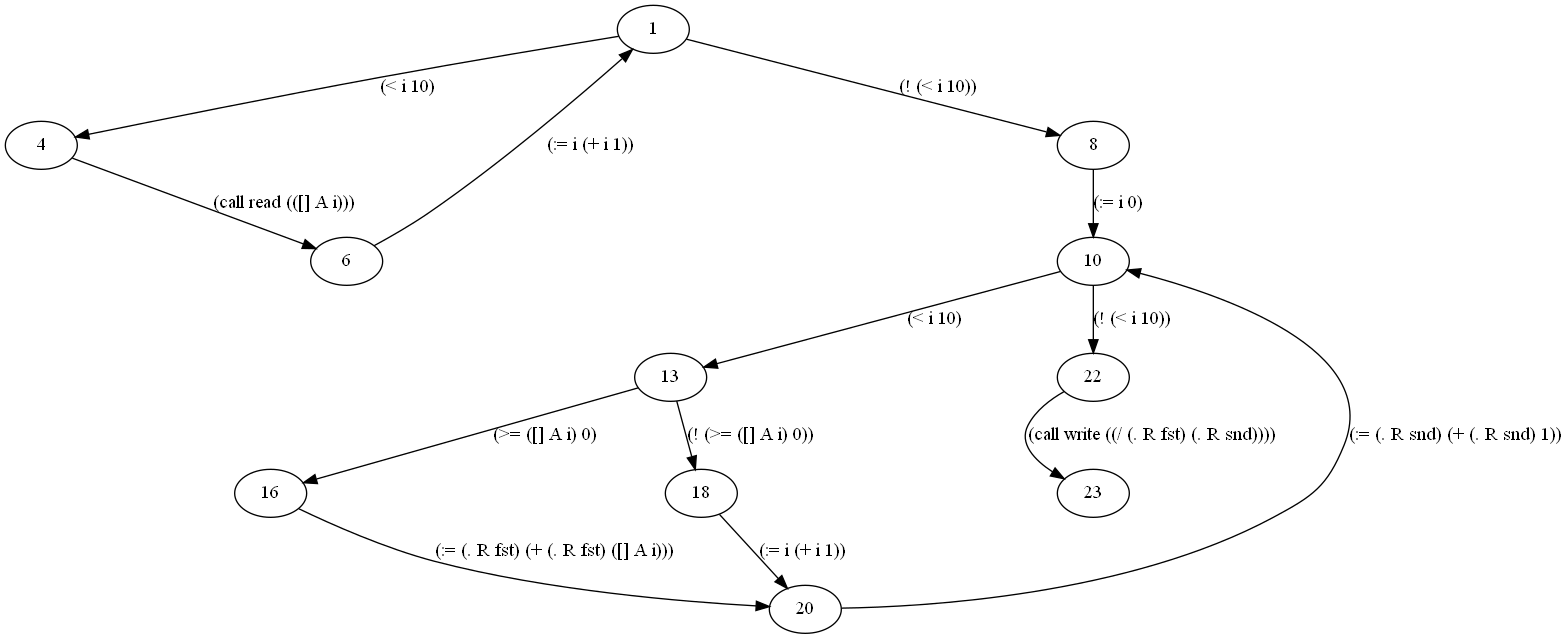 1
(< i 10)
(! (< i 10))
4
(:= i (+ i 1))
8
(call read (([] A i)))
(:= i 0)
6
10
(< i 10)
(! (< i 10))
13
22
(>= ([] A i) 0)
(! (>= ([] A i) 0))
(call write ((/ (. R fst) (. R snd))))
(:= (. R snd) (+ (. R snd) 1))
16
18
23
(:= (. R fst) (+ (. R fst) ([] A i)))
(:= i (+ i 1))
20